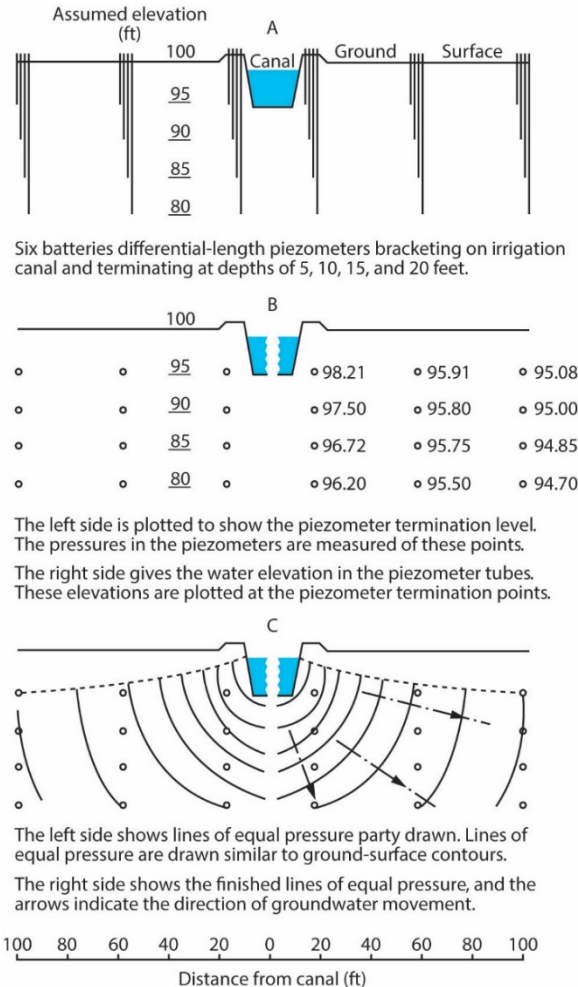 Assumed elevation
(ft)
A
100
Canal
Ground
Surface
95
90
85
80
Six batteries differential-length piezometers bracketing on irrigation
canal and terminating at depths of 5, 10, 15, and 20 feet.
B
100
95
98.21
95.91
95.08
90
97.50
95.80
95.00
85
96.72
95.75
94.85
80
96.20
95.50
94.70
The left side is plotted to show the piezometer termination level.
The pressures in the piezometers are measured of these points.
The right side gives the water elevation in the piezometer tubes.
These elevations are plotted at the piezometer termination points.
C
The left side shows lines of equal pressure party drawn. Lines of
equal pressure are drawn similar to ground-surface contours.
The right side shows the finished lines of equal pressure, and the
arrows indicate the direction of groundwater movement.
100 80 60 40 20 0 20 40 60 80 100
Distance from canal (ft)